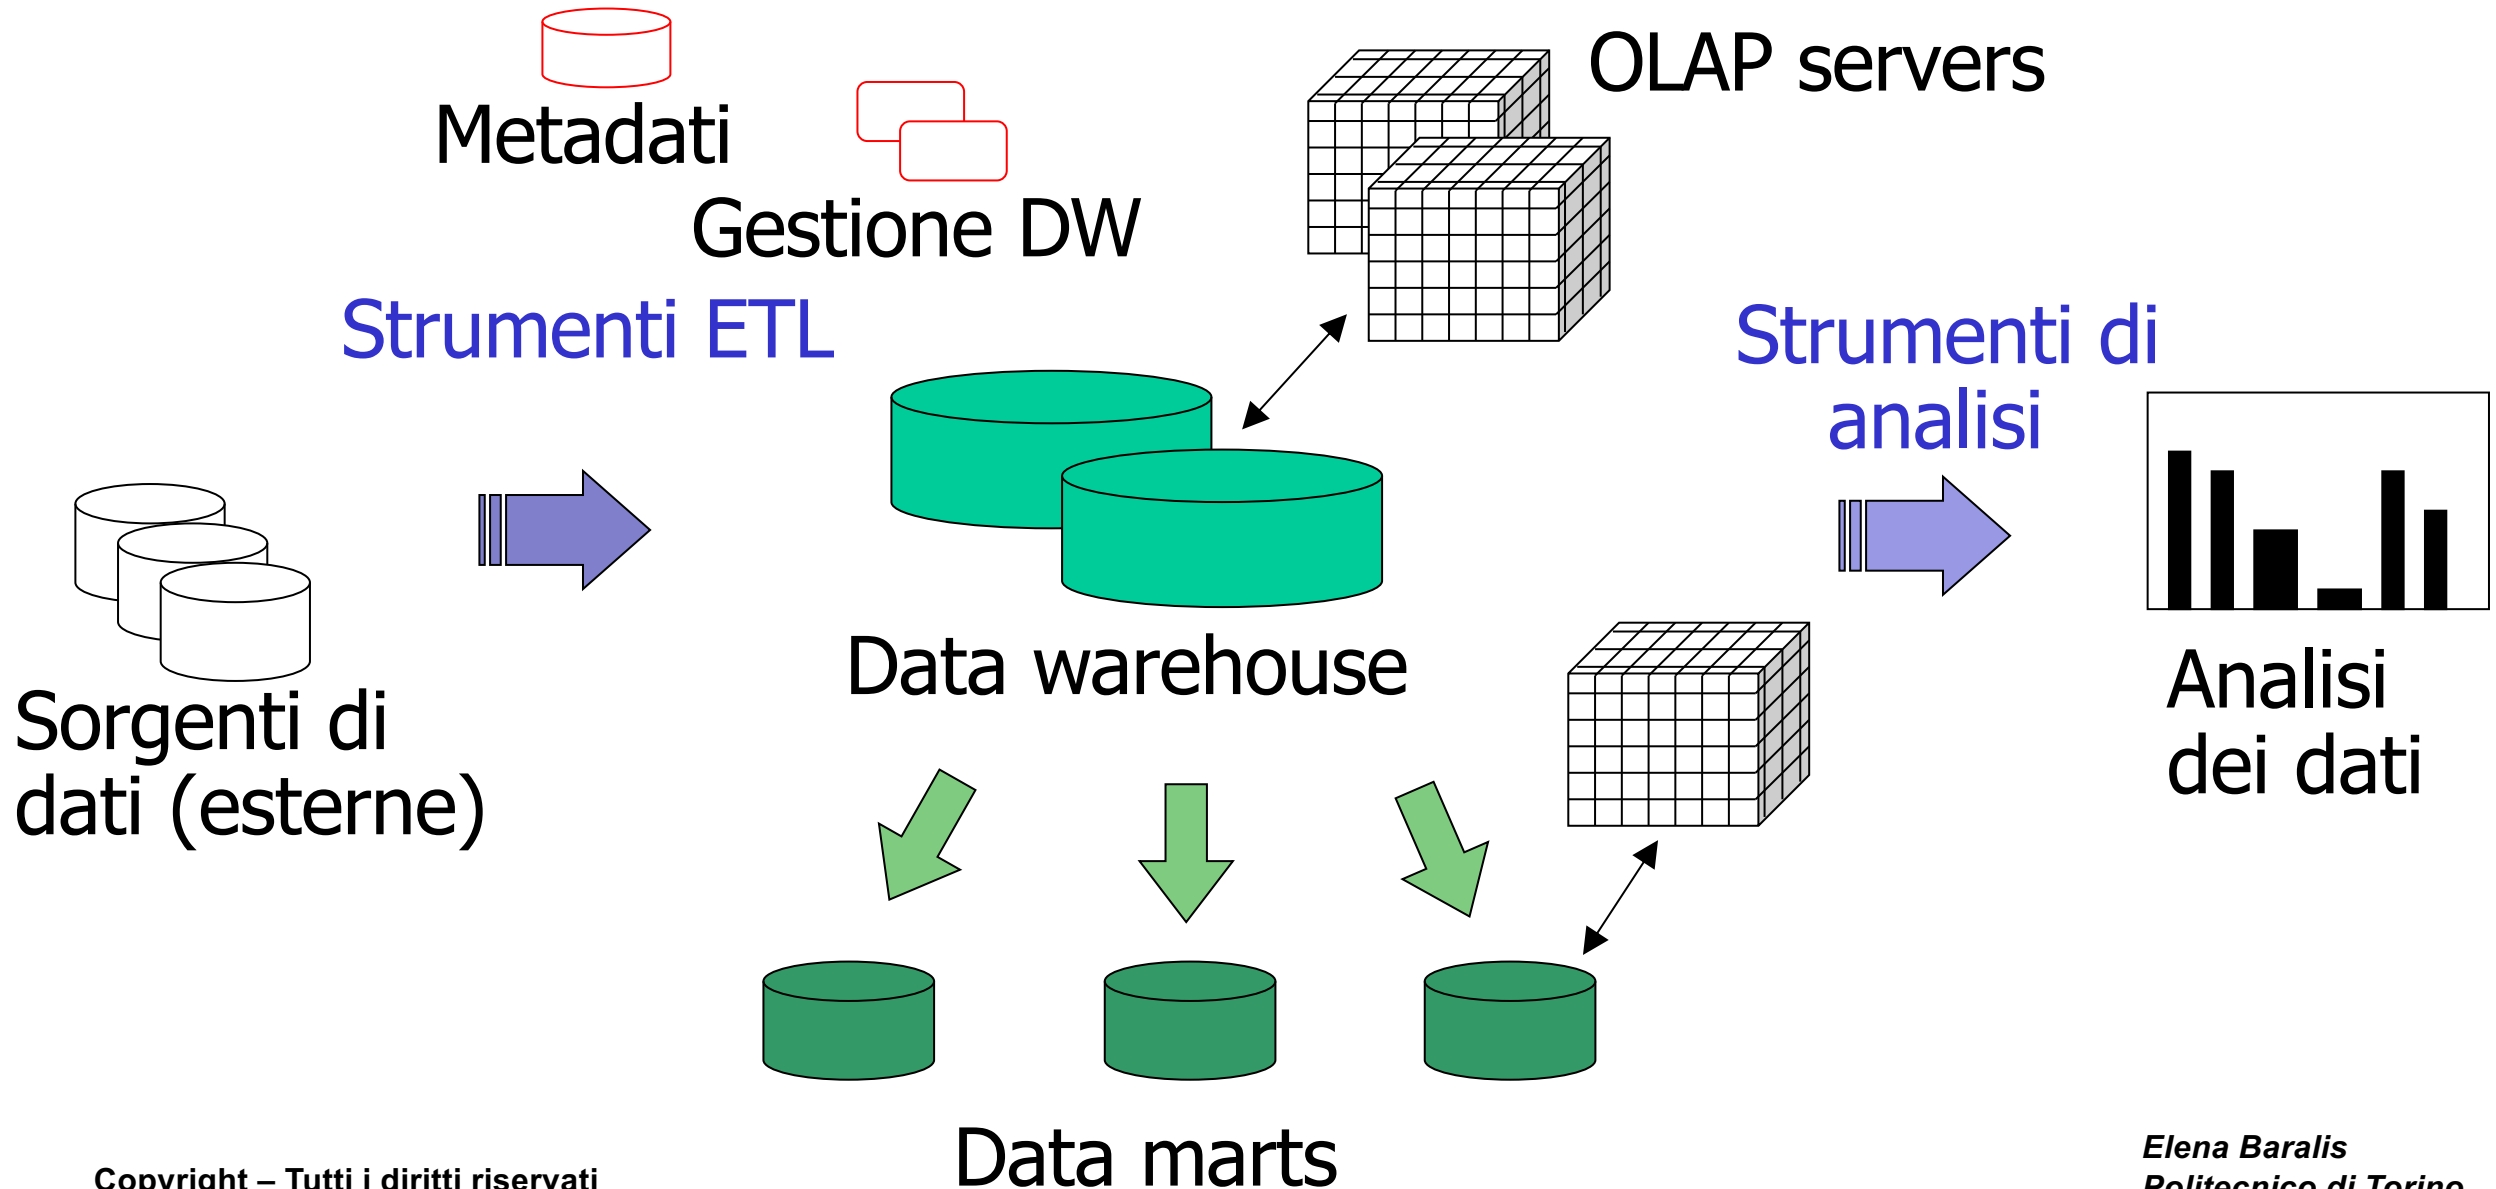 OLAP servers
Metadati
Gestione DW
Strumenti ETL
Strumenti di
analisi
Data warehouse
Sorgenti di
dati (esterne)
Analisi
dei dati
Data marts
Copyright – Tutti i diritti riservati
Elena Baralis
Politecnico di Torino